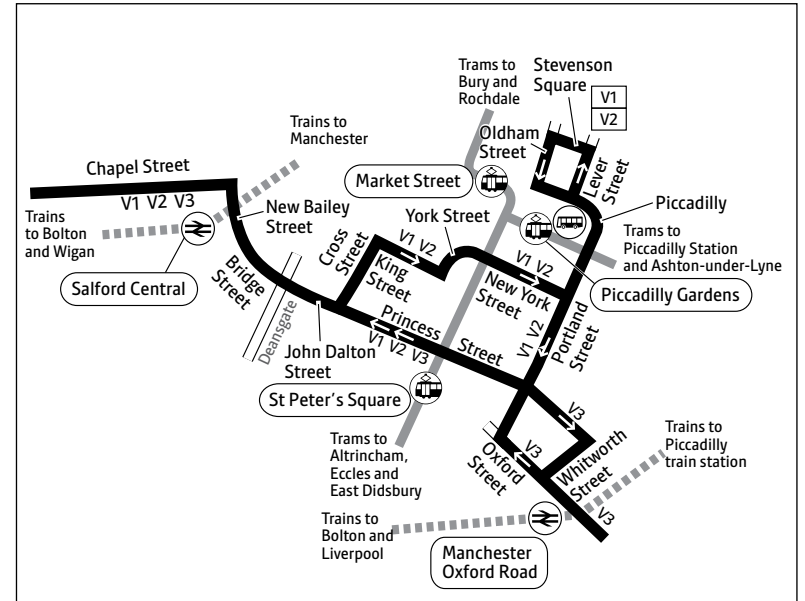 Trams to
Bury and
Rochdale
Stevenson
Square
V1
V2
Oldham
Street
Lever
Street
Trains to
Manchester
Chapel Street
V1 V2 V3
Market Street
Piccadilly
New Bailey
Street
York Street
Trains
to Bolton
and Wigan
Trams to
Piccadilly Station
and Ashton-under-Lyne
Salford Central
Bridge
Street
Cross
Street
V1 V2
King
Street
V1 V2
New York
Street
Piccadilly Gardens
Deansgate
Princess
Street
V1 V2 V3
V1 V2
Portland
Street
John Dalton
Street
St Peter's Square
V3
Trams to
Altrincham,
Eccles and
East Didsbury
V3
Oxford
Street
Whitworth
Street
Trains to
Piccadilly
train station
V3
Trains to
Bolton and
Liverpool
Manchester
Oxford Road